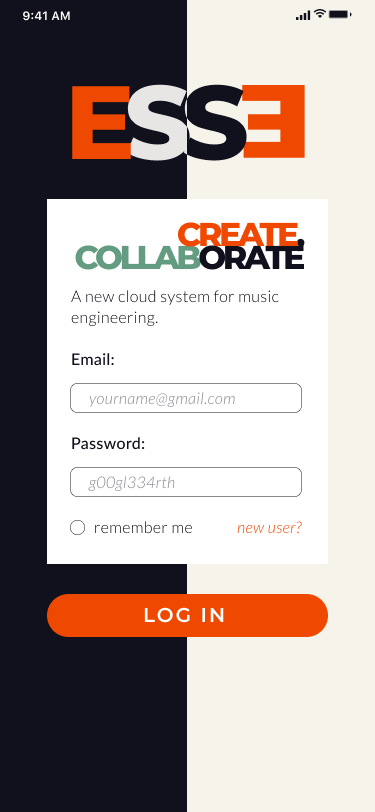 9:41 AM
ESSE
CREATE,
COLLABORATE
A new cloud system for music
engineering.
Email:
yourname@gmail.com
Password:
g00gl334rth
remember me new user?
LOG IN